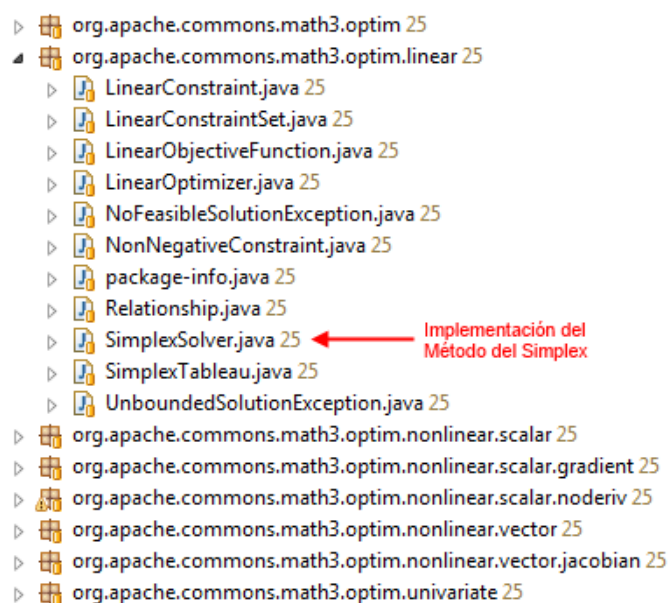 org.apache.commons.math3.optim 25
org.apache.commons.math3.optim.linear 25
LinearConstraint.java 25
LinearConstraintSet.java 25
LinearObjectiveFunction.java 25
LinearOptimizer.java 25
NoFeasibleSolutionException.java 25
NonNegativeConstraint.java 25
package-info.java 25
Relationship.java 25
SimplexSolver.java 25
Implementación del
Método del Simplex
SimplexTableau.java 25
UnboundedSolutionException.java 25
org.apache.commons.math3.optim.nonlinear.scalar 25
org.apache.commons.math3.optim.nonlinear.scalar.gradient 25
org.apache.commons.math3.optim.nonlinear.scalar.noderiv 25
org.apache.commons.math3.optim.nonlinear.vector 25
org.apache.commons.math3.optim.nonlinear.vector.jacobian 25
org.apache.commons.math3.optim.univariate 25